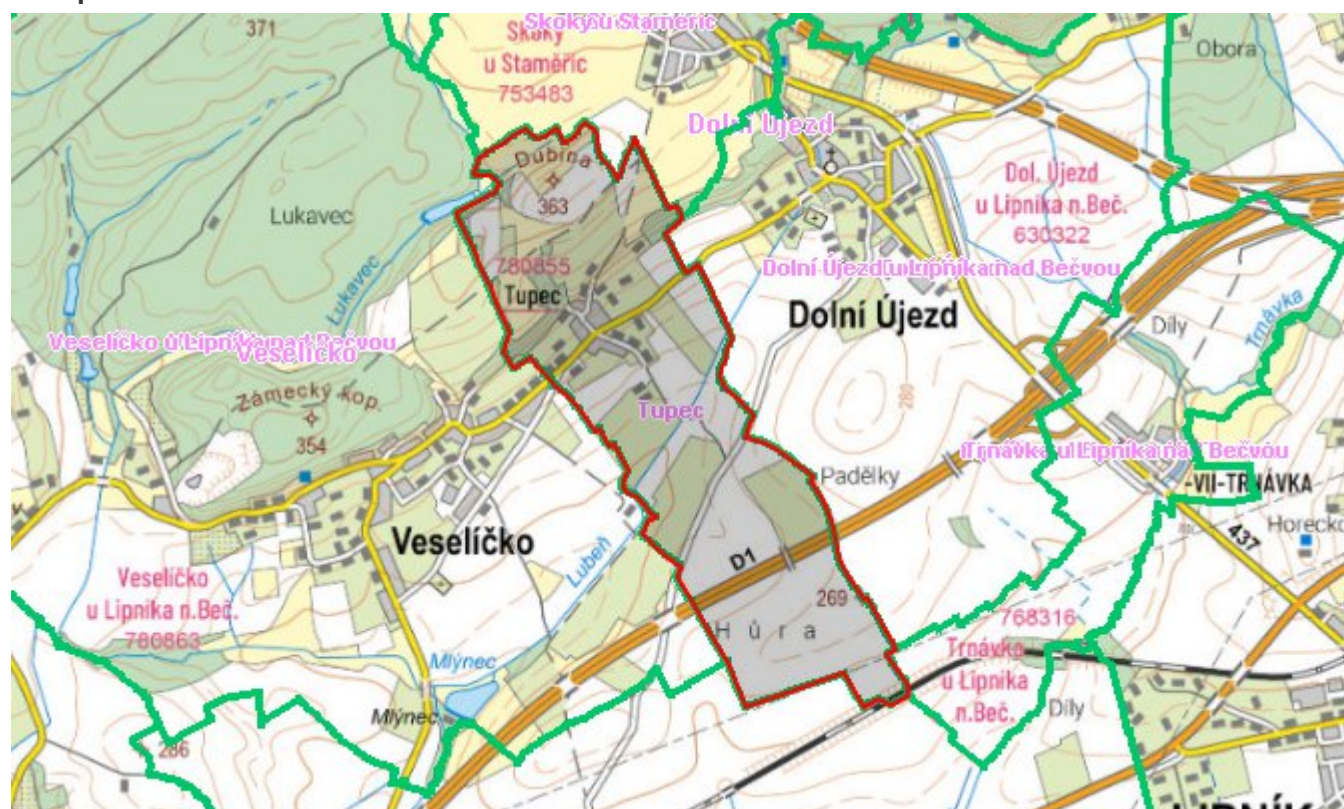 371
Skoky u Staměřic
Skoky
u Staměřic
753483
Obora
Dolní Újezd
Dubina
363
Dol. Újezd
u Lipníka n.Beč.
630322
Lukavec
780855
Tupec
Lukavec
Dolní Újezd u Lipníka nad Bečvou
Dolní Újezd
Díly
Trnávka
Veselíčko u Lipníka nad Bečvou
Veselíčko
Zámecký kop.
354
280
Tupec
Trnávka u Lipníka nad Bečvou
Padělky
-VII-TRNÁVKA
Horecko
437
Veselíčko
Lubeň
D1
Veselíčko
u Lipníka n.Beč.
780863
269
Hůra
768316
Trnávka
u Lipníka
n.Beč.
Díly
Mlýnec
Mlýnec
286